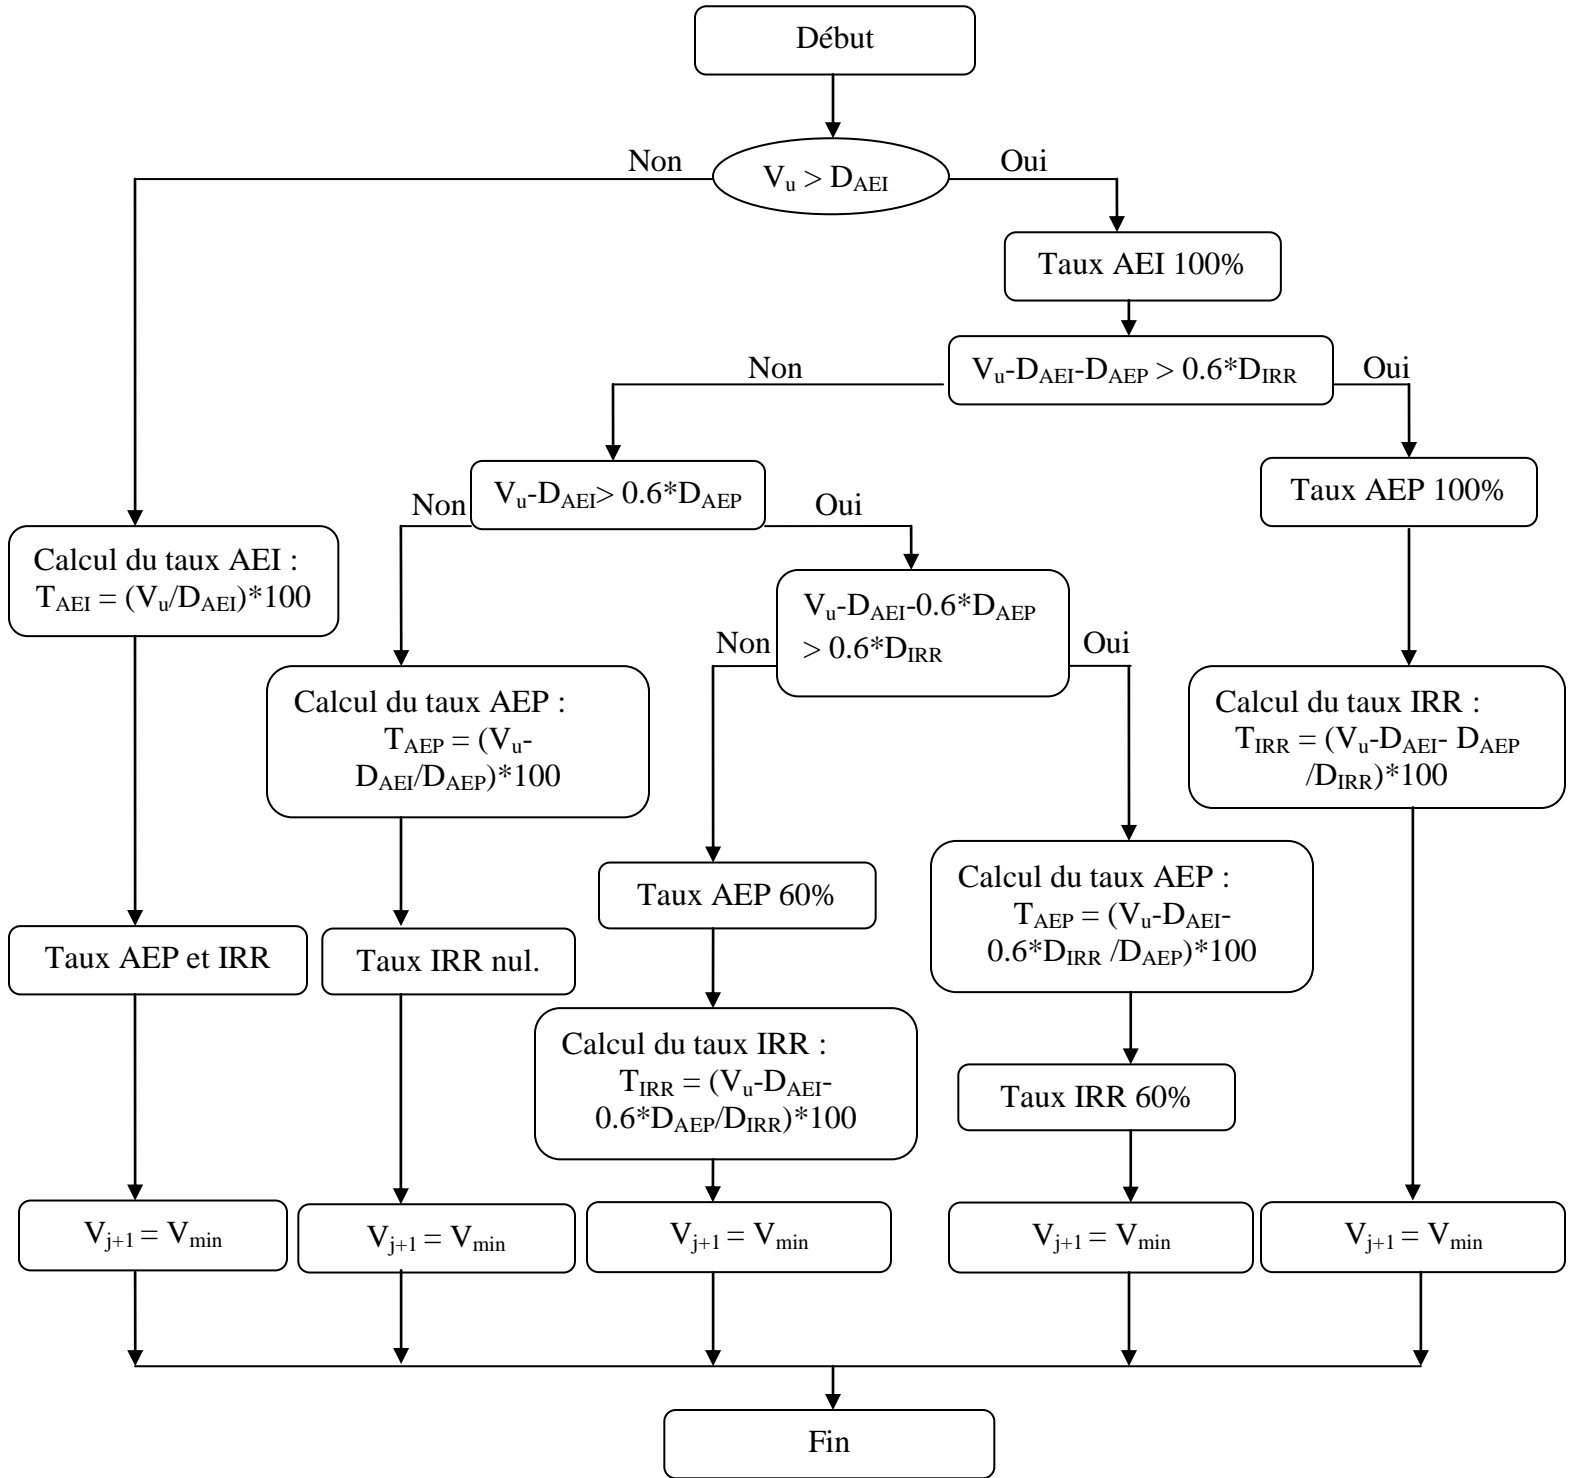 Début
Non
Oui
Vu > DAEI
Taux AEI 100%
Vu-DAEI-DAEP > 0.6*DIRR
Non
Oui
Vu-DAEI> 0.6*DAEP
Non
Oui
Taux AEP 100%
Calcul du taux AEI :
TAEI = (Vu/DAEI)*100
Vu-DAEI-0.6*DAEP
> 0.6*DIRR
Non
Oui
Calcul du taux AEP :
TAEP = (Vu-
DAEI/DAEP)*100
Calcul du taux IRR :
TIRR = (Vu-DAEI- DAEP
/DIRR)*100
Taux AEP 60%
Calcul du taux AEP :
TAEP = (Vu-DAEI-
0.6*DIRR /DAEP)*100
Taux AEP et IRR
Taux IRR nul.
Calcul du taux IRR :
TIRR = (Vu-DAEI-
0.6*DAEP/DIRR)*100
Taux IRR 60%
Vj+1 = Vmin
Vj+1 = Vmin
Vj+1 = Vmin
Vj+1 = Vmin
Vj+1 = Vmin
Fin